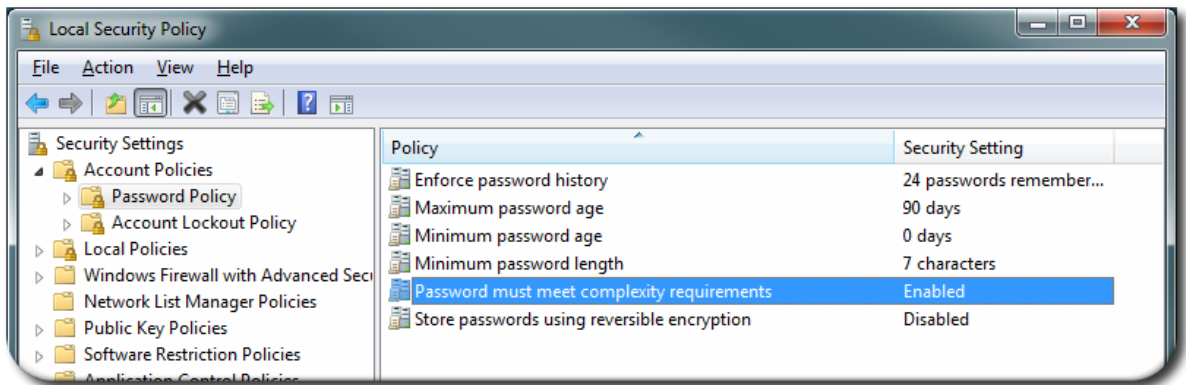 Local Security Policy
File Action View Help
Security Settings
Account Policies
Password Policy
Account Lockout Policy
Local Policies
Windows Firewall with Advanced Secu
Network List Manager Policies
Public Key Policies
Software Restriction Policies
Application Control Policies
Policy Security Setting
Enforce password history 24 passwords remember...
Maximum password age 90 days
Minimum password age 0 days
Minimum password length 7 characters
Password must meet complexity requirements Enabled
Store passwords using reversible encryption Disabled